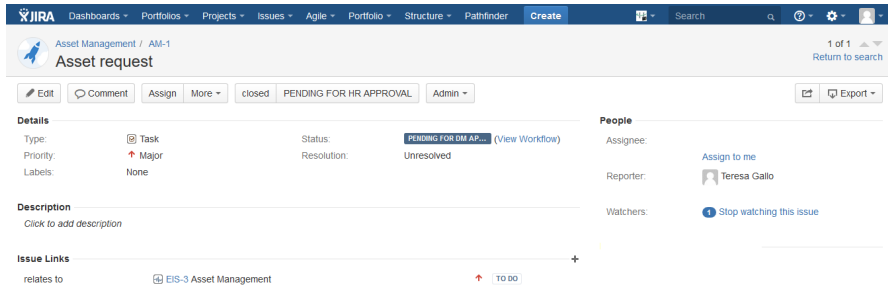 JIRA Dashboards Portfolios Projects Issues Agile Portfolio Structure Pathfinder Create Search
Asset Management / AM-1
Asset request
1 of 1
Return to search
Edit Comment Assign More closed PENDING FOR HR APPROVAL Admin Export
Details
Type: Task
Status: PENDING FOR DM AP... (View Workflow)
Priority: Major
Resolution: Unresolved
Labels: None
People
Assignee:
Assign to me
Reporter: Teresa Gallo
Watchers: 1 Stop watching this issue
Description
Click to add description
Issue Links
relates to EIS-3 Asset Management TO DO